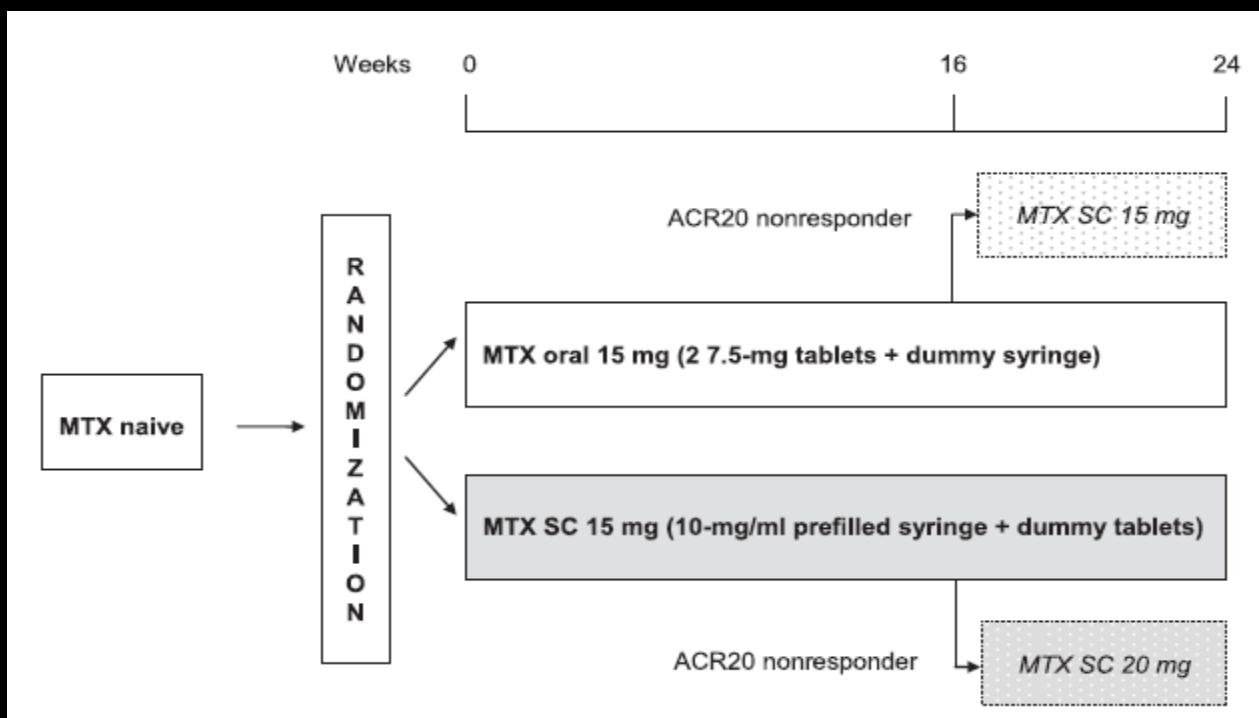 Weeks 0 16 24
ACR20 nonresponder
MTX SC 15 mg
RANDOMIZATION
MTX oral 15 mg (2 7.5-mg tablets + dummy syringe)
MTX naive
MTX SC 15 mg (10-mg/ml prefilled syringe + dummy tablets)
ACR20 nonresponder
MTX SC 20 mg